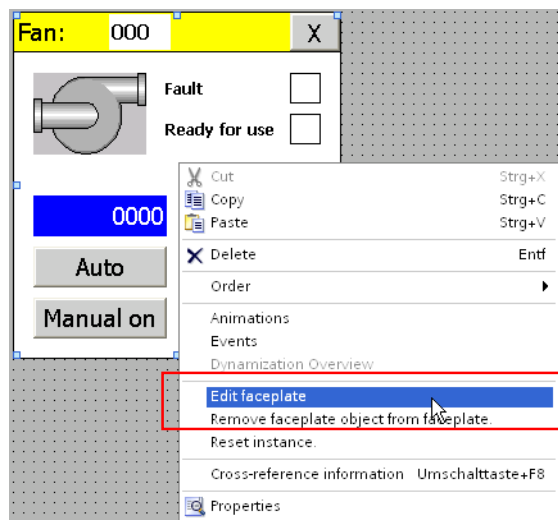 Fan: 000 X
Fault
Ready for use
0000
Auto
Manual on
Cut Strg+X
Copy Strg+C
Paste Strg+V
Delete Entf
Order
Animations
Events
Dynamization Overview
Edit faceplate
Remove faceplate object from faceplate.
Reset instance.
Cross-reference information Umschalttaste+F8
Properties